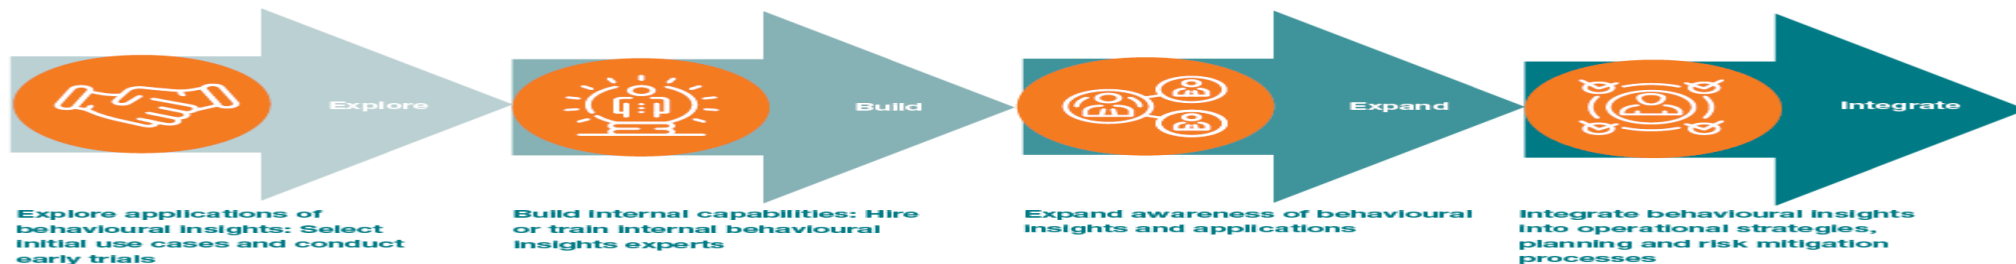 Explore
Build
Expand
Integrate
Explore applications of
behavioural insights: Select
initial use cases and conduct
early trials
Build internal capabilities: Hire
or train internal behavioural
insights experts
Expand awareness of behavioural
insights and applications
Integrate behavioural insights
into operational strategies,
planning and risk mitigation
processes